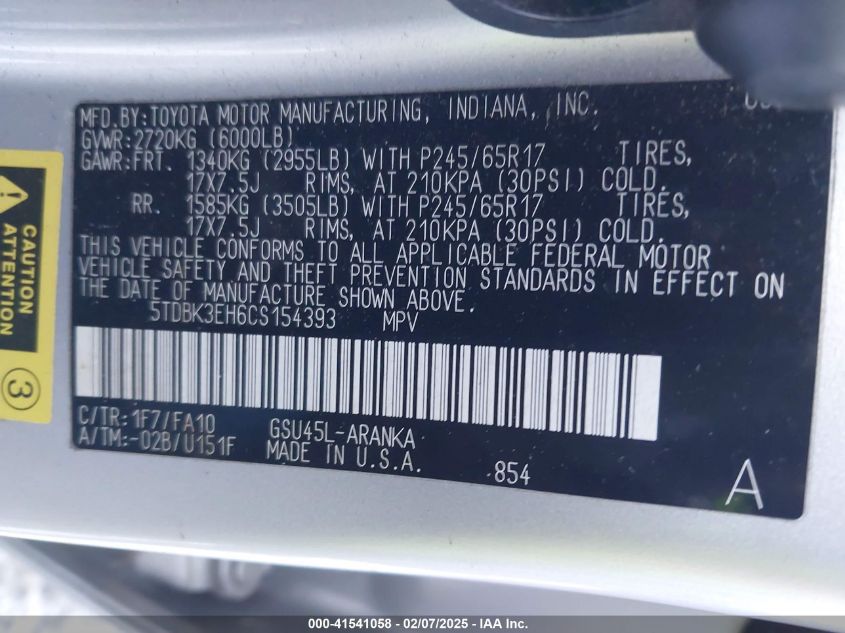 MFD.BY:TOYOTA MOTOR MANUFACTURING, INDIANA, INC.
GVWR:2720KG (6000LB)
GAWR:FRT. 1340KG (2955LB) WITH P245/65R17 TIRES,
17X7.5J RIMS, AT 210KPA (30PSI) COLD.
RR. 1585KG (3505LB) WITH P245/65R17 TIRES,
17X7.5J RIMS, AT 210KPA (30PSI) COLD.
THIS VEHICLE CONFORMS TO ALL APPLICABLE FEDERAL MOTOR
VEHICLE SAFETY AND THEFT PREVENTION STANDARDS IN EFFECT ON
THE DATE OF MANUFACTURE SHOWN ABOVE.
5TDBK3EH6CS154393 MPV
C/TR:1F7/FA10 GSU45L-ARANKA
A/TM:-02B/U151F MADE IN U.S.A.
854
A
CAUTION
3
000-41541058 - 02/07/2025 - IAA Inc.